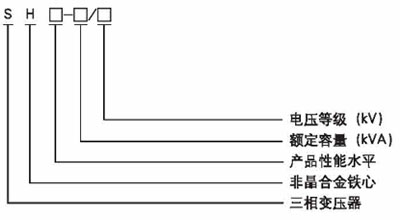 S H □-□/□
电压等级 (kV)
额定容量 (kVA)
产品性能水平
非晶合金铁心
三相变压器